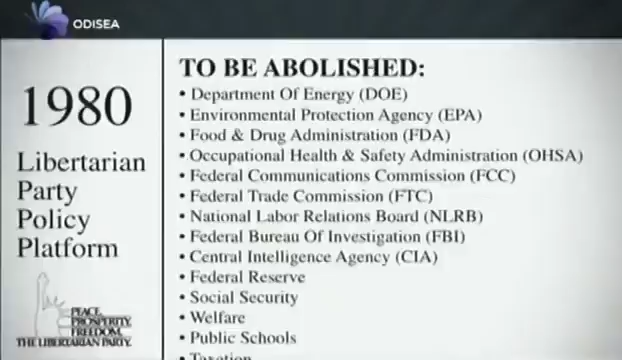 ODISEA
1980
Libertarian
Party
Policy
Platform
PEACE,
PROSPERITY,
FREEDOM.
THE LIBERTARIAN PARTY.
TO BE ABOLISHED:
• Department Of Energy (DOE)
• Environmental Protection Agency (EPA)
• Food & Drug Administration (FDA)
• Occupational Health & Safety Administration (OHSA)
• Federal Communications Commission (FCC)
• Federal Trade Commission (FTC)
• National Labor Relations Board (NLRB)
• Federal Bureau Of Investigation (FBI)
• Central Intelligence Agency (CIA)
• Federal Reserve
• Social Security
• Welfare
• Public Schools
• Taxation